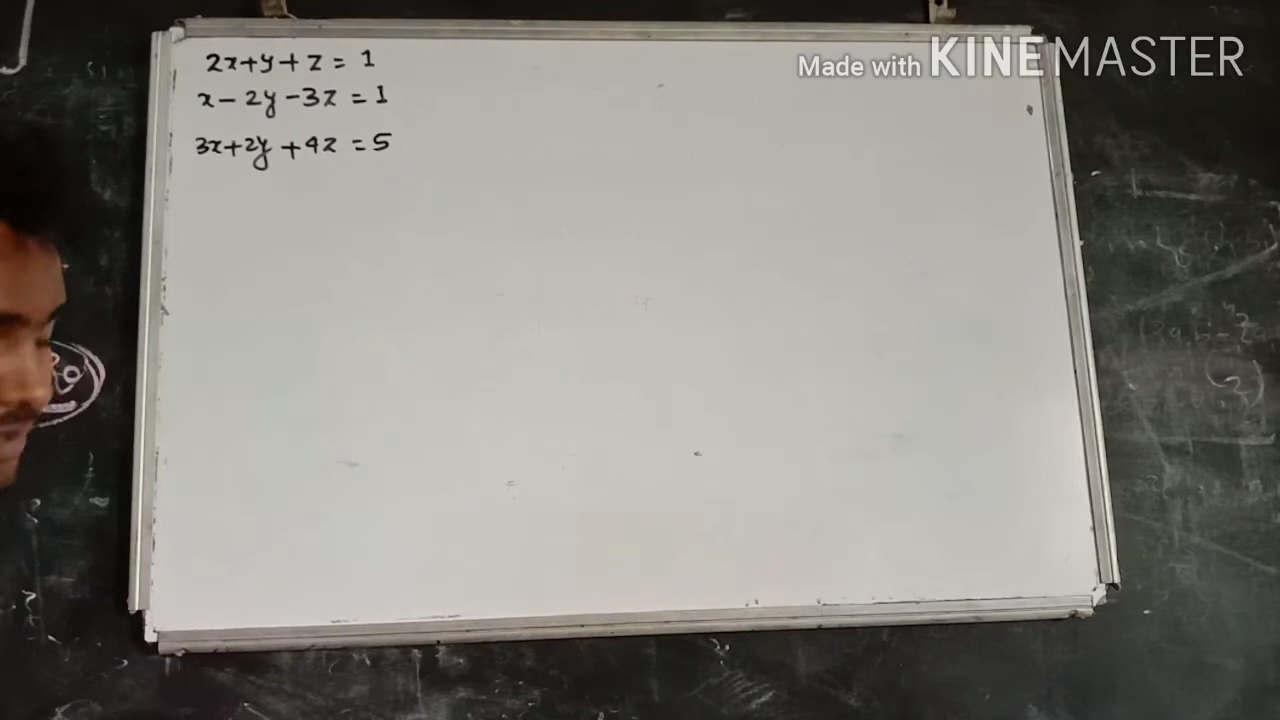 2x+y+z = 1
x-2y-3z = 1
3x+2y+4z = 5
Made with KINEMASTER